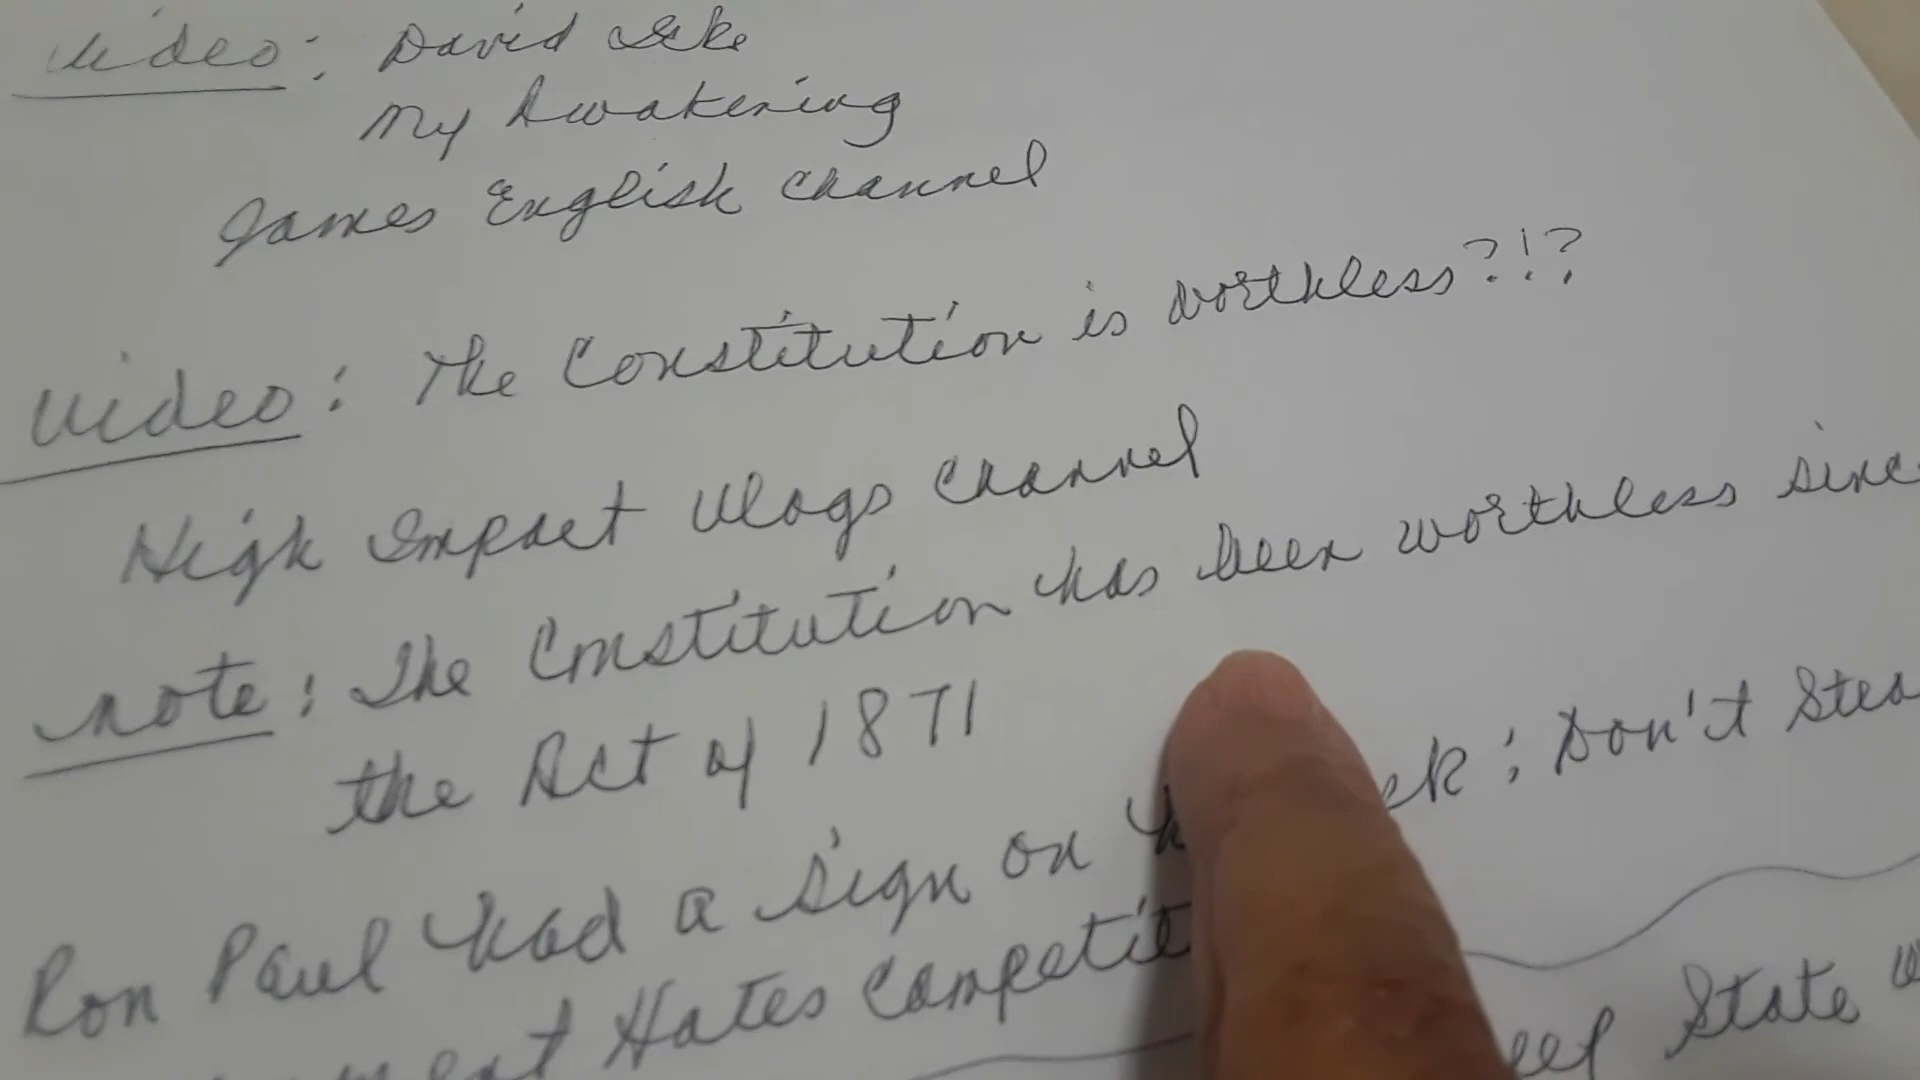 Video: David Icke
My Awakening
James English Channel
Video: The Constitution is worthless?!?
High Impact Vlogs Channel
Note: The Constitution has been worthless sinc
the Act of 1871
Ron Paul had a sign on : Don't Stea
Hates Competit
State